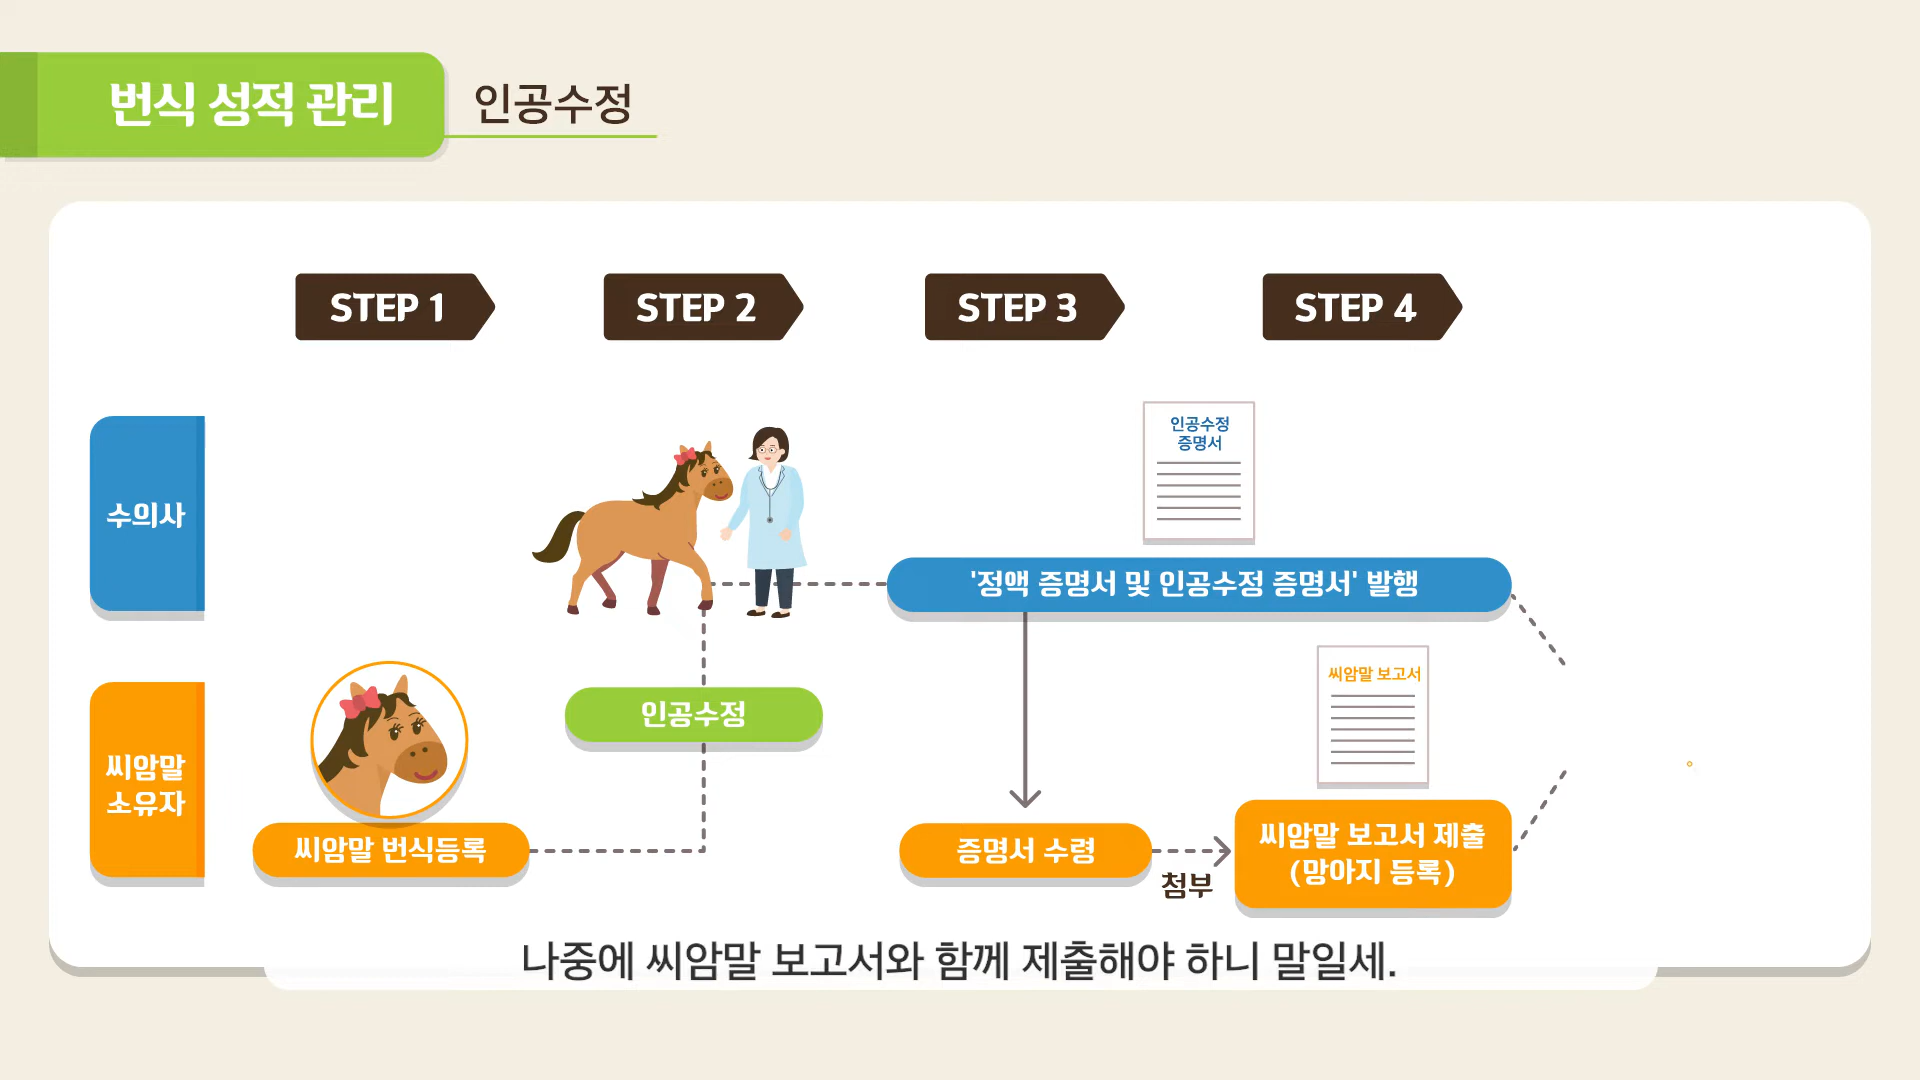 번식 성적 관리
인공수정
STEP 1
STEP 2
STEP 3
STEP 4
수의사
인공수정
증명서
'정액 증명서 및 인공수정 증명서' 발행
씨암말
소유자
씨암말 번식등록
인공수정
증명서 수령
첨부
씨암말 보고서
씨암말 보고서 제출
(망아지 등록)
나중에 씨암말 보고서와 함께 제출해야 하니 말일세.